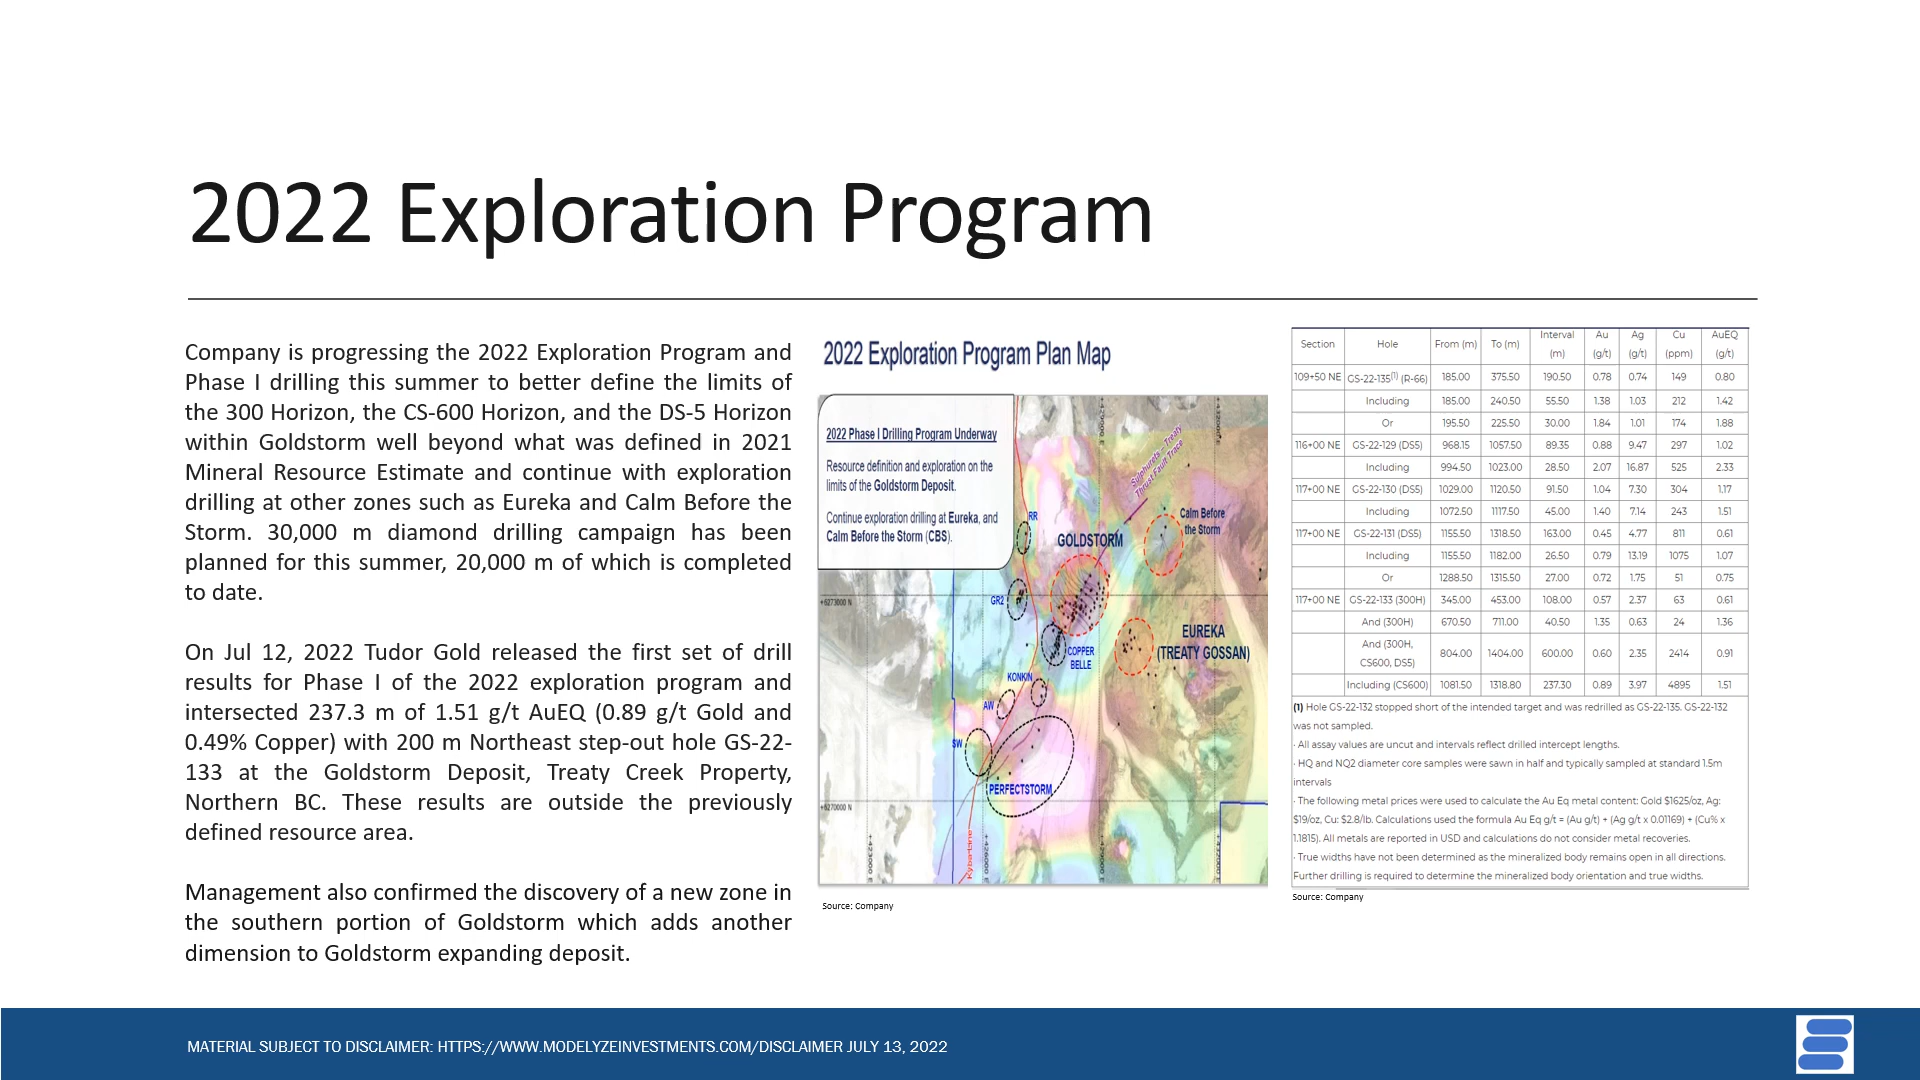 2022 Exploration Program
Company is progressing the 2022 Exploration Program and
Phase I drilling this summer to better define the limits of
the 300 Horizon, the CS-600 Horizon, and the DS-5 Horizon
within Goldstorm well beyond what was defined in 2021
Mineral Resource Estimate and continue with exploration
drilling at other zones such as Eureka and Calm Before the
Storm. 30,000 m diamond drilling campaign has been
planned for this summer, 20,000 m of which is completed
to date.
On Jul 12, 2022 Tudor Gold released the first set of drill
results for Phase I of the 2022 exploration program and
intersected 237.3 m of 1.51 g/t AuEQ (0.89 g/t Gold and
0.49% Copper) with 200 m Northeast step-out hole GS-22-
133 at the Goldstorm Deposit, Treaty Creek Property,
Northern BC. These results are outside the previously
defined resource area.
Management also confirmed the discovery of a new zone in
the southern portion of Goldstorm which adds another
dimension to Goldstorm expanding deposit.
2022 Exploration Program Plan Map
2022 Phase I Drilling Program Underway
Resource definition and exploration on the
limits of the Goldstorm Deposit.
Continue exploration drilling at Eureka, and
Calm Before the Storm (CBS).
Sulphurets - Treaty
Thrust Fault Trace
RR
GOLDSTORM
Calm Before
the Storm
GR2
COPPER
BELLE
EUREKA
(TREATY GOSSAN)
KONKIN
AW
SW
PERFECTSTORM
Kyba Line
+6273000 N
+6270000 N
+423000 E
+426000 E
+429000 E
+432000 E
+429000 E
+432000 E
Source: Company
Section Hole From (m) To (m) Interval (m) Au (g/t) Ag (g/t) Cu (ppm) AuEQ (g/t)
109+50 NE GS-22-135(1) (R-66) 185.00 375.50 190.50 0.78 0.74 149 0.80
Including 185.00 240.50 55.50 1.38 1.03 212 1.42
Or 195.50 225.50 30.00 1.84 1.01 174 1.88
116+00 NE GS-22-129 (DS5) 968.15 1057.50 89.35 0.88 9.47 297 1.02
Including 994.50 1023.00 28.50 2.07 16.87 525 2.33
117+00 NE GS-22-130 (DS5) 1029.00 1120.50 91.50 1.04 7.30 304 1.17
Including 1072.50 1117.50 45.00 1.40 7.14 243 1.51
117+00 NE GS-22-131 (DS5) 1155.50 1318.50 163.00 0.45 4.77 811 0.61
Including 1155.50 1182.00 26.50 0.79 13.19 1075 1.07
Or 1288.50 1315.50 27.00 0.72 1.75 51 0.75
117+00 NE GS-22-133 (300H) 345.00 453.00 108.00 0.57 2.37 63 0.61
And (300H) 670.50 711.00 40.50 1.35 0.63 24 1.36
And (300H, CS600, DS5) 804.00 1404.00 600.00 0.60 2.35 2414 0.91
Including (CS600) 1081.50 1318.80 237.30 0.89 3.97 4895 1.51
(1) Hole GS-22-132 stopped short of the intended target and was redrilled as GS-22-135. GS-22-132
was not sampled.
· All assay values are uncut and intervals reflect drilled intercept lengths.
· HQ and NQ2 diameter core samples were sawn in half and typically sampled at standard 1.5m
intervals
· The following metal prices were used to calculate the Au Eq metal content: Gold $1625/oz, Ag:
$19/oz, Cu: $2.8/lb. Calculations used the formula Au Eq g/t = (Au g/t) + (Ag g/t x 0.01169) + (Cu% x
1.1815). All metals are reported in USD and calculations do not consider metal recoveries.
· True widths have not been determined as the mineralized body remains open in all directions.
Further drilling is required to determine the mineralized body orientation and true widths.
Source: Company
MATERIAL SUBJECT TO DISCLAIMER: HTTPS://WWW.MODELYZEINVESTMENTS.COM/DISCLAIMER JULY 13, 2022